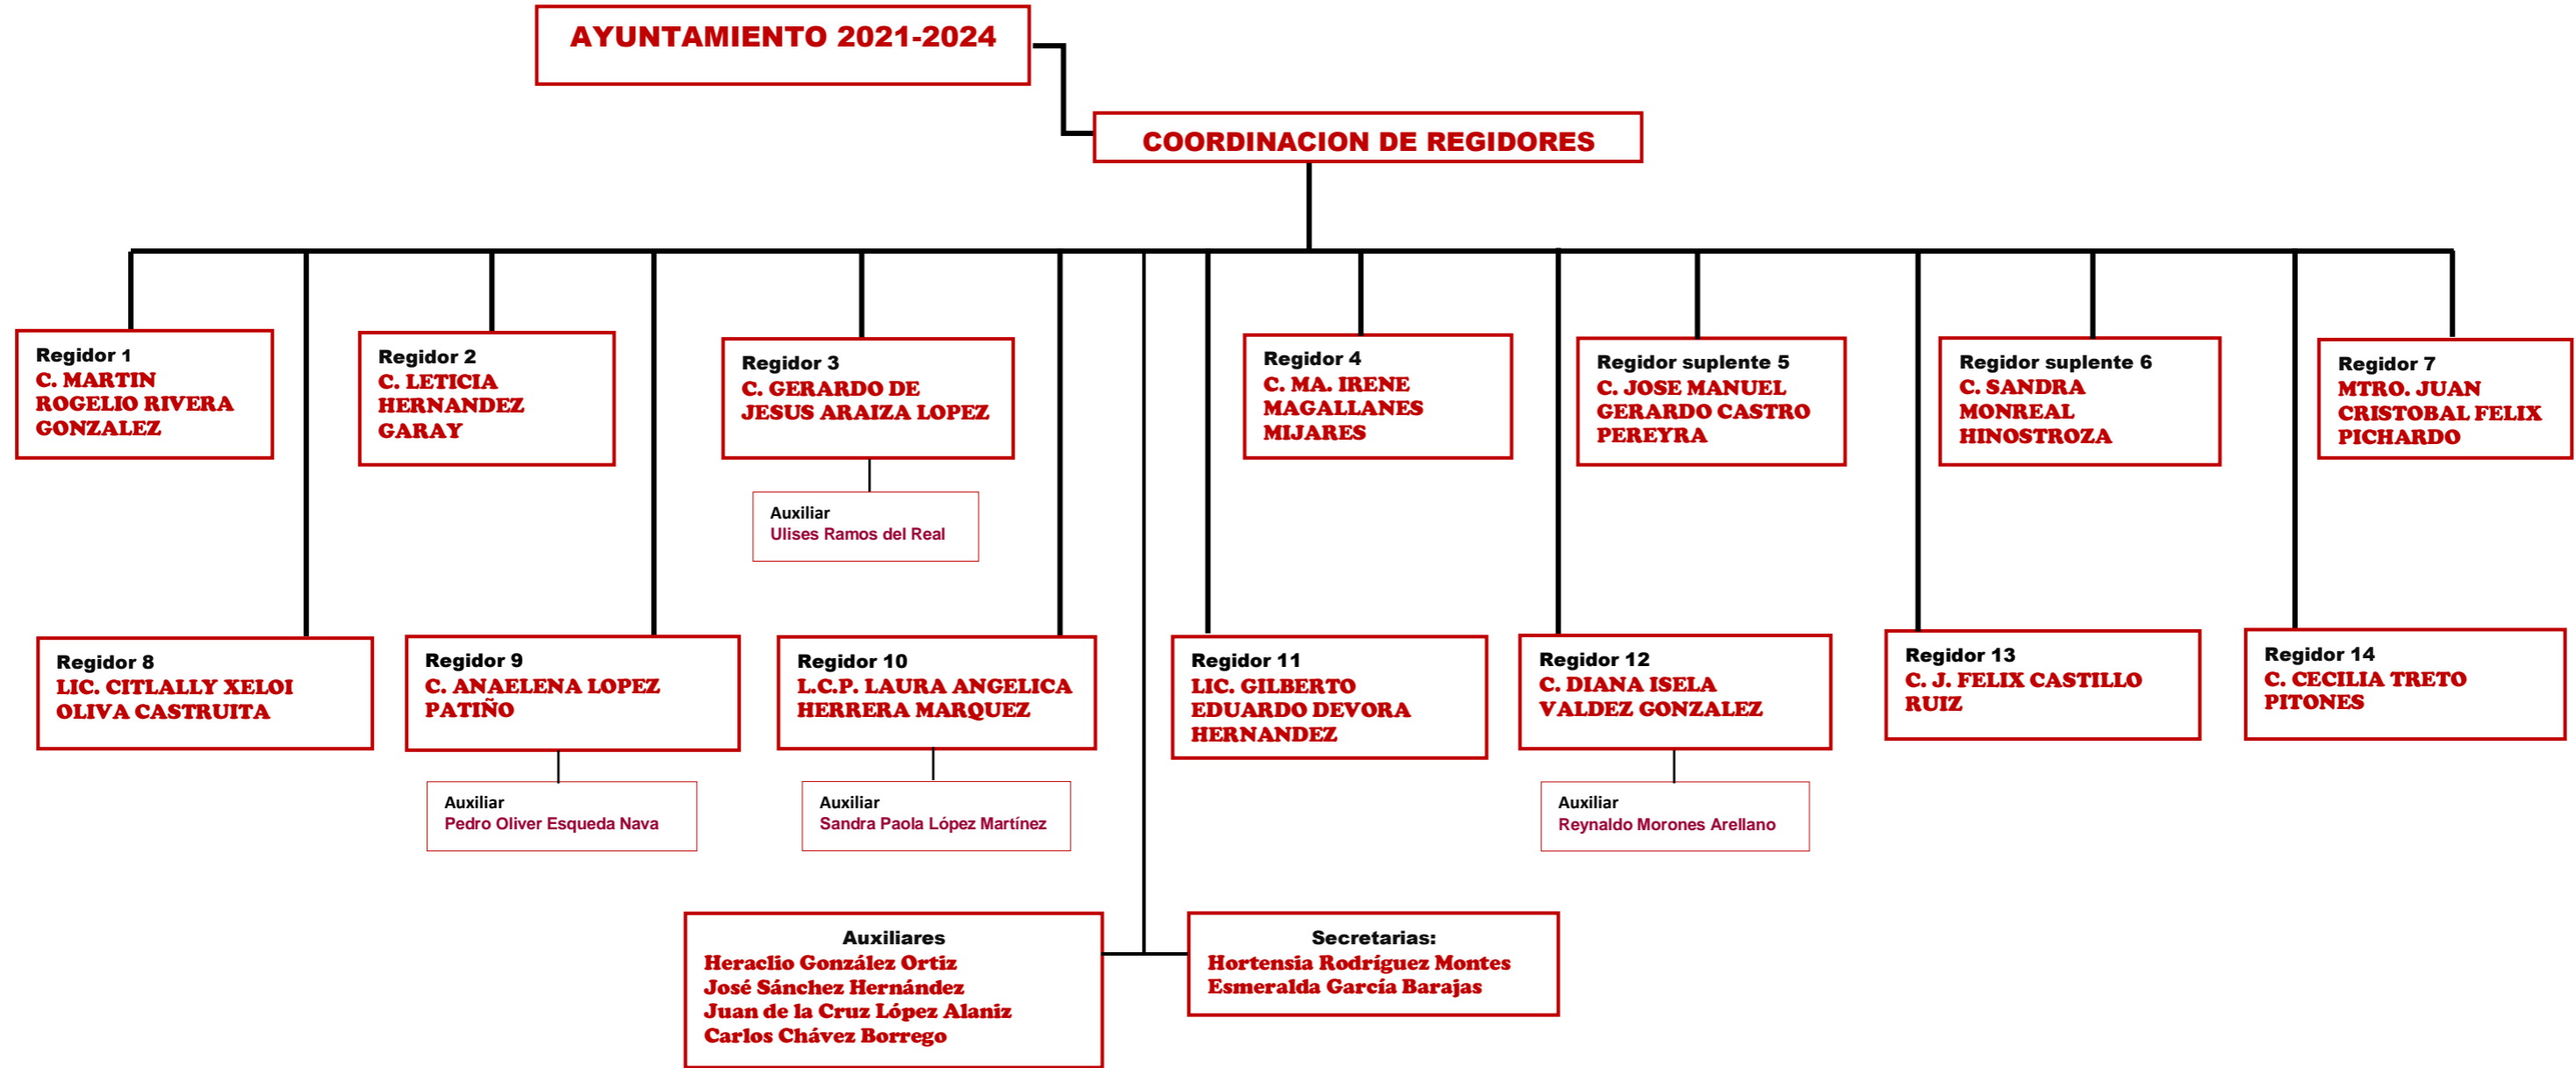 AYUNTAMIENTO 2021-2024
COORDINACION DE REGIDORES
Regidor 1
C. MARTIN
ROGELIO RIVERA
GONZALEZ
Regidor 2
C. LETICIA
HERNANDEZ
GARAY
Regidor 3
C. GERARDO DE
JESUS ARAIZA LOPEZ
Auxiliar
Ulises Ramos del Real
Regidor 4
C. MA. IRENE
MAGALLANES
MIJARES
Regidor suplente 5
C. JOSE MANUEL
GERARDO CASTRO
PEREYRA
Regidor suplente 6
C. SANDRA
MONREAL
HINOSTROZA
Regidor 7
MTRO. JUAN
CRISTOBAL FELIX
PICHARDO
Regidor 8
LIC. CITLALLY XELOI
OLIVA CASTRUITA
Regidor 9
C. ANAELENA LOPEZ
PATIÑO
Auxiliar
Pedro Oliver Esqueda Nava
Regidor 10
L.C.P. LAURA ANGELICA
HERRERA MARQUEZ
Auxiliar
Sandra Paola López Martínez
Regidor 11
LIC. GILBERTO
EDUARDO DEVORA
HERNANDEZ
Regidor 12
C. DIANA ISELA
VALDEZ GONZALEZ
Auxiliar
Reynaldo Morones Arellano
Regidor 13
C. J. FELIX CASTILLO
RUIZ
Regidor 14
C. CECILIA TRETO
PITONES
Auxiliares
Heraclio González Ortiz
José Sánchez Hernández
Juan de la Cruz López Alaniz
Carlos Chávez Borrego
Secretarias:
Hortensia Rodríguez Montes
Esmeralda García Barajas